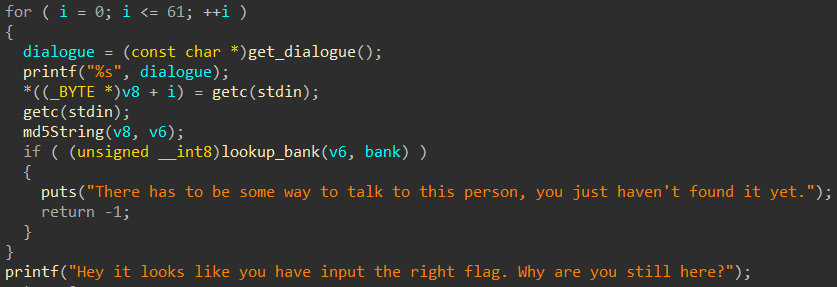 for ( i = 0; i <= 61; ++i )
{
dialogue = (const char *)get_dialogue();
printf("%s", dialogue);
*((_BYTE *)v8 + i) = getc(stdin);
getc(stdin);
md5String(v8, v6);
if ( (unsigned __int8)lookup_bank(v6, bank) )
{
puts("There has to be some way to talk to this person, you just haven't found it yet.");
return -1;
}
}
printf("Hey it looks like you have input the right flag. Why are you still here?");